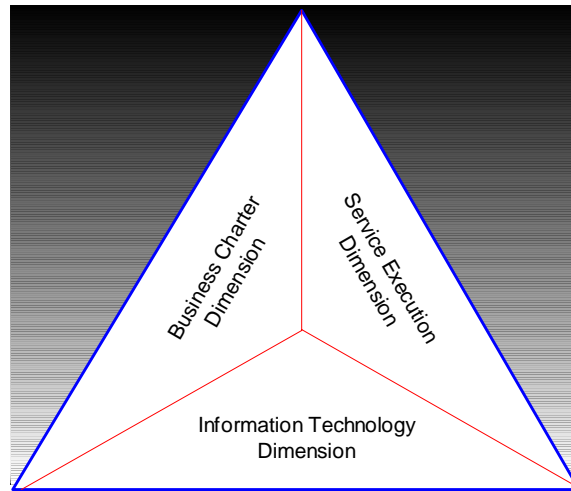 Business Charter
Dimension
Service Execution
Dimension
Information Technology
Dimension